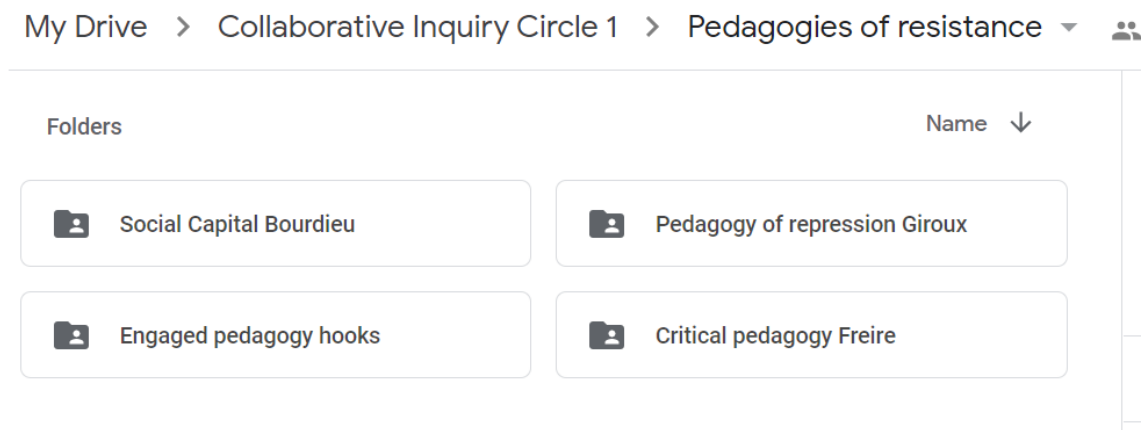 My Drive > Collaborative Inquiry Circle 1 > Pedagogies of resistance
Folders
Name
Social Capital Bourdieu
Pedagogy of repression Giroux
Engaged pedagogy hooks
Critical pedagogy Freire